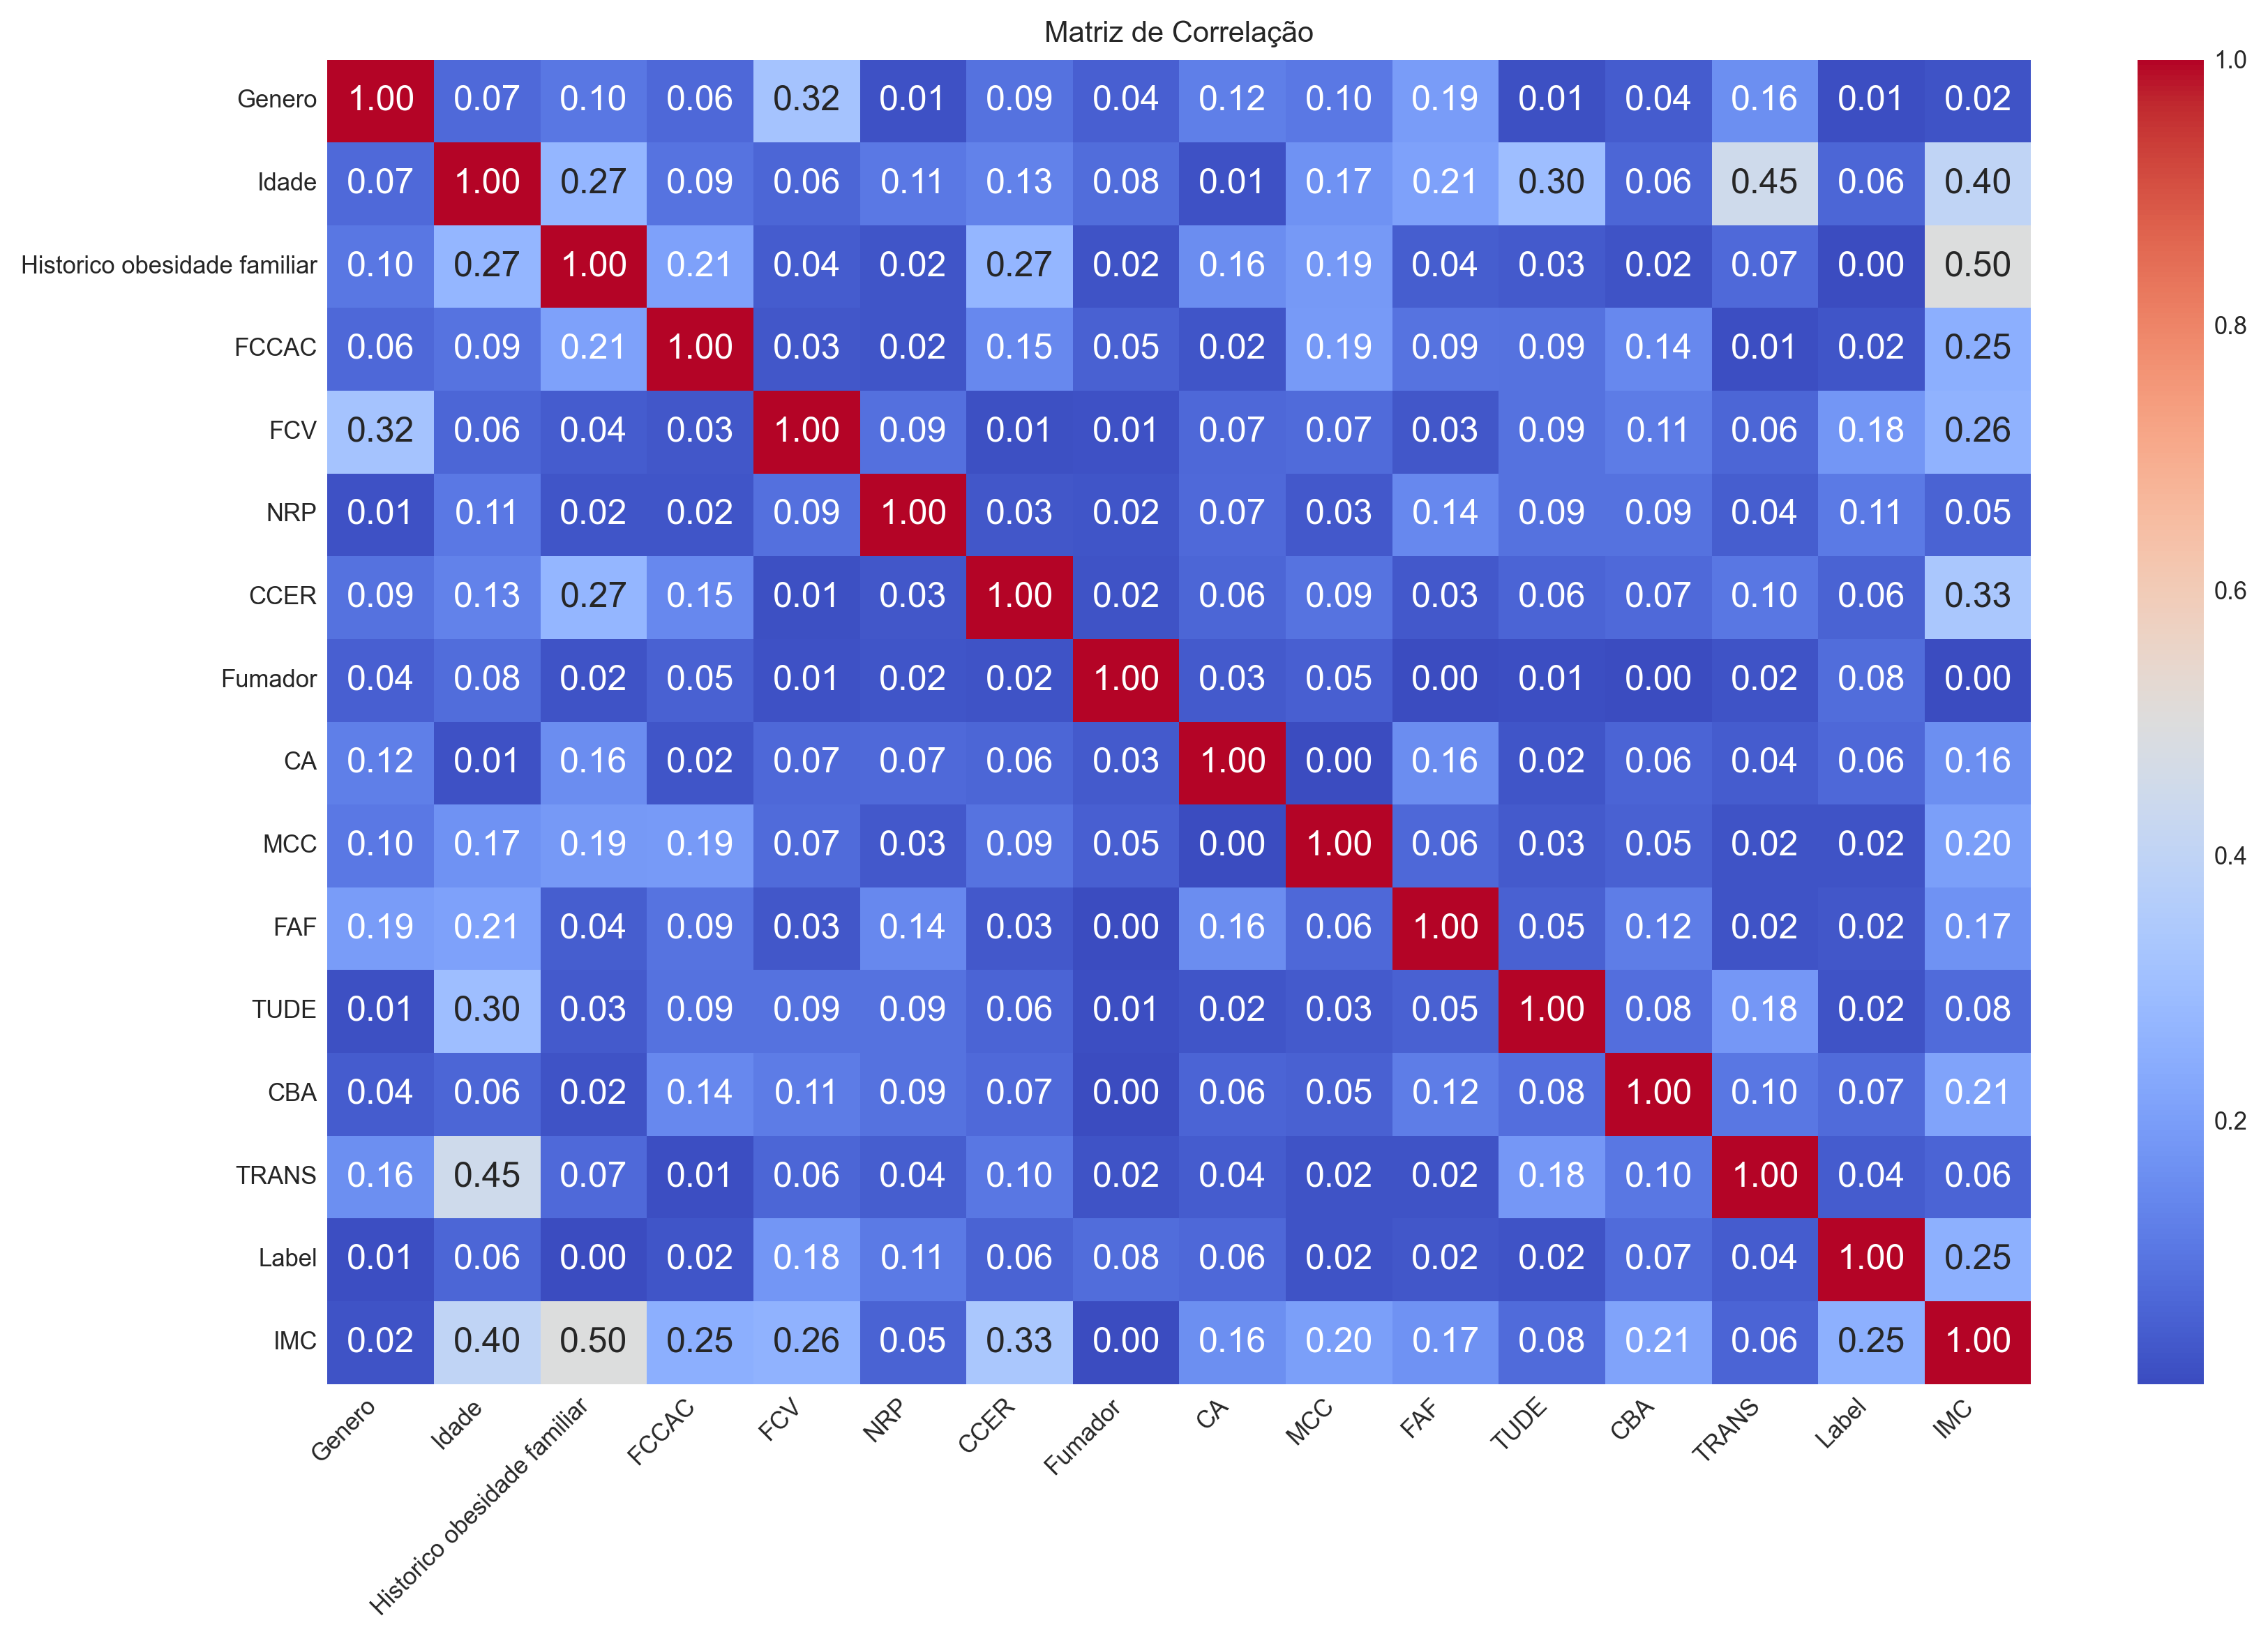 Matriz de Correlação
Genero 1.00 0.07 0.10 0.06 0.32 0.01 0.09 0.04 0.12 0.10 0.19 0.01 0.04 0.16 0.01 0.02
Idade 0.07 1.00 0.27 0.09 0.06 0.11 0.13 0.08 0.01 0.17 0.21 0.30 0.06 0.45 0.06 0.40
Historico obesidade familiar 0.10 0.27 1.00 0.21 0.04 0.02 0.27 0.02 0.16 0.19 0.04 0.03 0.02 0.07 0.00 0.50
FCCAC 0.06 0.09 0.21 1.00 0.03 0.02 0.15 0.05 0.02 0.19 0.09 0.09 0.14 0.01 0.02 0.25
FCV 0.32 0.06 0.04 0.03 1.00 0.09 0.01 0.01 0.07 0.07 0.03 0.09 0.11 0.06 0.18 0.26
NRP 0.01 0.11 0.02 0.02 0.09 1.00 0.03 0.02 0.07 0.03 0.14 0.09 0.09 0.04 0.11 0.05
CCER 0.09 0.13 0.27 0.15 0.01 0.03 1.00 0.02 0.06 0.09 0.03 0.06 0.07 0.10 0.06 0.33
Fumador 0.04 0.08 0.02 0.05 0.01 0.02 0.02 1.00 0.03 0.05 0.00 0.01 0.00 0.02 0.08 0.00
CA 0.12 0.01 0.16 0.02 0.07 0.07 0.06 0.03 1.00 0.00 0.16 0.02 0.06 0.04 0.06 0.16
MCC 0.10 0.17 0.19 0.19 0.07 0.03 0.09 0.05 0.00 1.00 0.06 0.03 0.05 0.02 0.02 0.20
FAF 0.19 0.21 0.04 0.09 0.03 0.14 0.03 0.00 0.16 0.06 1.00 0.05 0.12 0.02 0.02 0.17
TUDE 0.01 0.30 0.03 0.09 0.09 0.09 0.06 0.01 0.02 0.03 0.05 1.00 0.08 0.18 0.02 0.08
CBA 0.04 0.06 0.02 0.14 0.11 0.09 0.07 0.00 0.06 0.05 0.12 0.08 1.00 0.10 0.07 0.21
TRANS 0.16 0.45 0.07 0.01 0.06 0.04 0.10 0.02 0.04 0.02 0.02 0.18 0.10 1.00 0.04 0.06
Label 0.01 0.06 0.00 0.02 0.18 0.11 0.06 0.08 0.06 0.02 0.02 0.02 0.07 0.04 1.00 0.25
IMC 0.02 0.40 0.50 0.25 0.26 0.05 0.33 0.00 0.16 0.20 0.17 0.08 0.21 0.06 0.25 1.00
Genero Idade Historico obesidade familiar FCCAC FCV NRP CCER Fumador CA MCC FAF TUDE CBA TRANS Label IMC
1.0
0.8
0.6
0.4
0.2